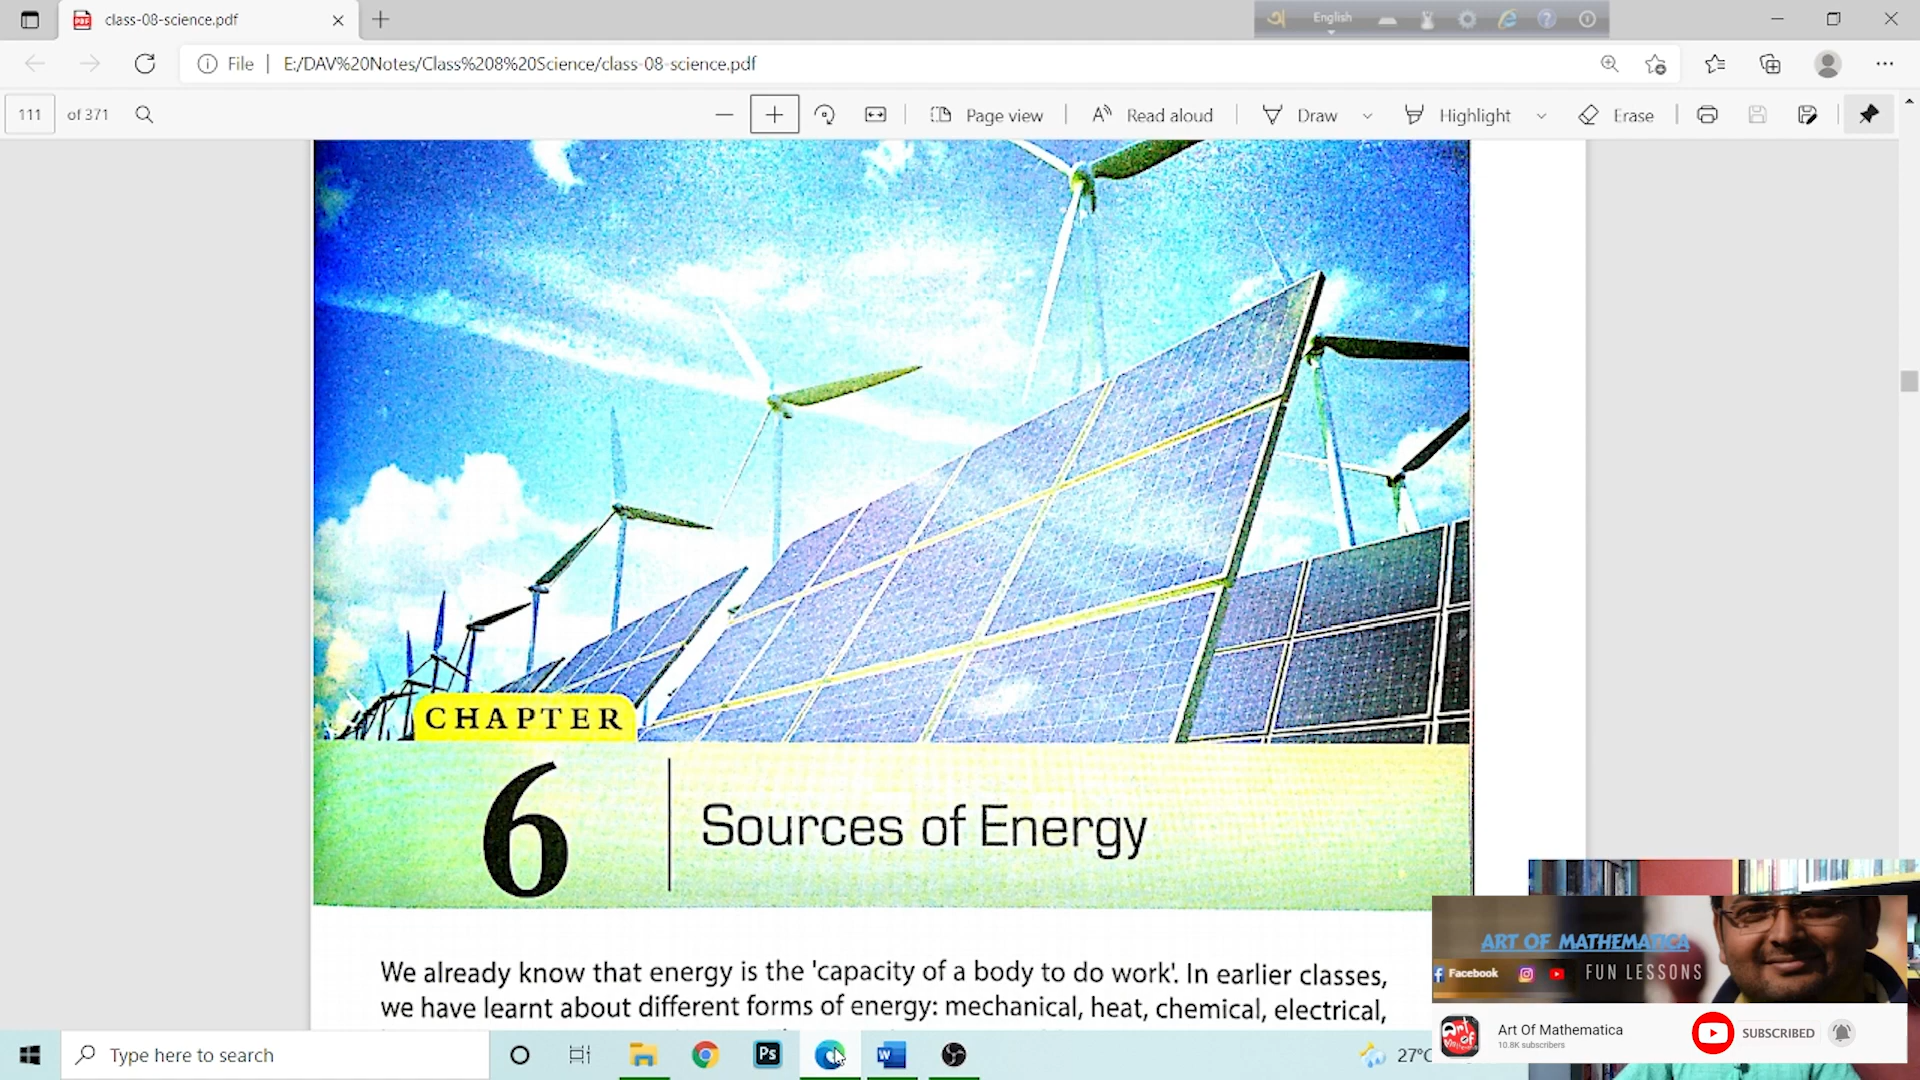 class-08-science.pdf
English
File
E:/DAV%20Notes/Class%208%20Science/class-08-science.pdf
111 of 371
Page view
Read aloud
Draw
Highlight
Erase
CHAPTER
6
Sources of Energy
We already know that energy is the 'capacity of a body to do work'. In earlier classes,
we have learnt about different forms of energy: mechanical, heat, chemical, electrical,
ART OF MATHEMATICA
Facebook
FUN LESSONS
Art Of Mathematica
10.8K subscribers
SUBSCRIBED
Type here to search
Ps
W
27°C